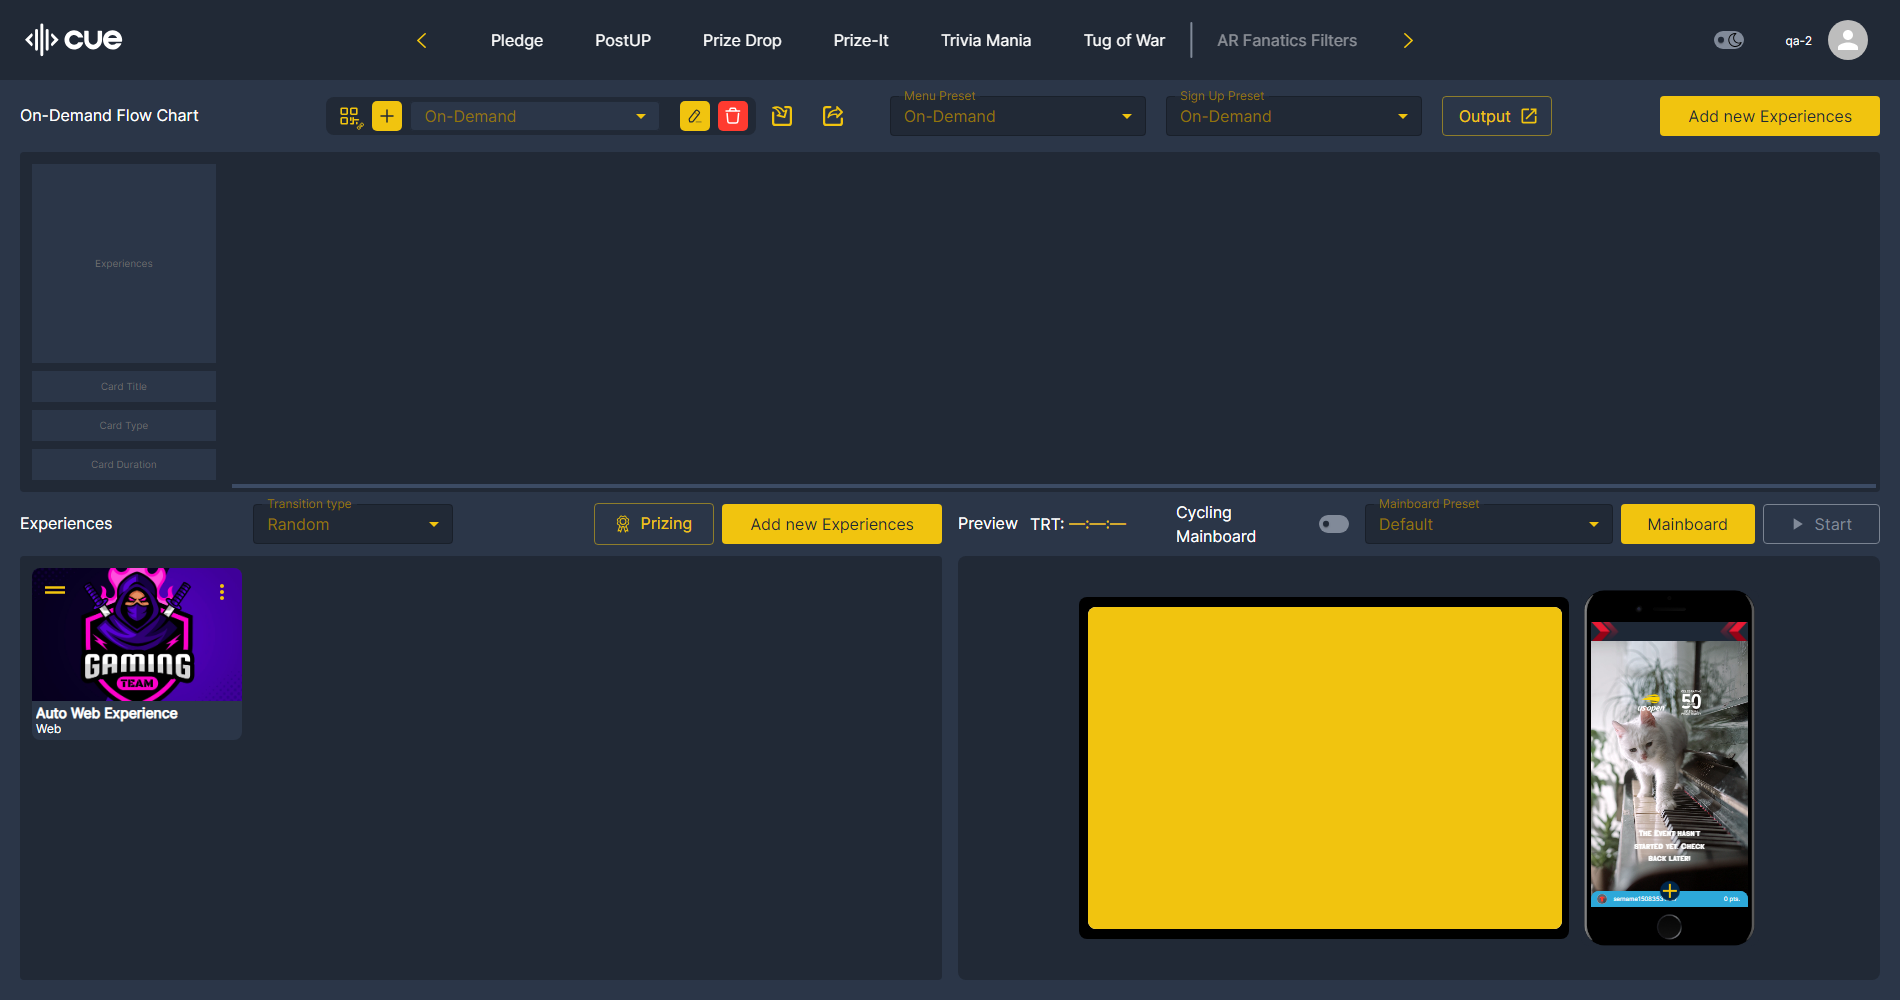 cue
Pledge
PostUP
Prize Drop
Prize-It
Trivia Mania
Tug of War
AR Fanatics Filters
qa-2
On-Demand Flow Chart
On-Demand
Menu Preset
On-Demand
Sign Up Preset
On-Demand
Output
Add new Experiences
Experiences
Card Title
Card Type
Card Duration
Experiences
Transition type
Random
Prizing
Add new Experiences
Preview
TRT: —:—:—
Cycling
Mainboard
Mainboard Preset
Default
Mainboard
Start
GAMING
TEAM
Auto Web Experience
Web
us open
50
The Event hasn't
started yet. Check
back later!
0 pts.